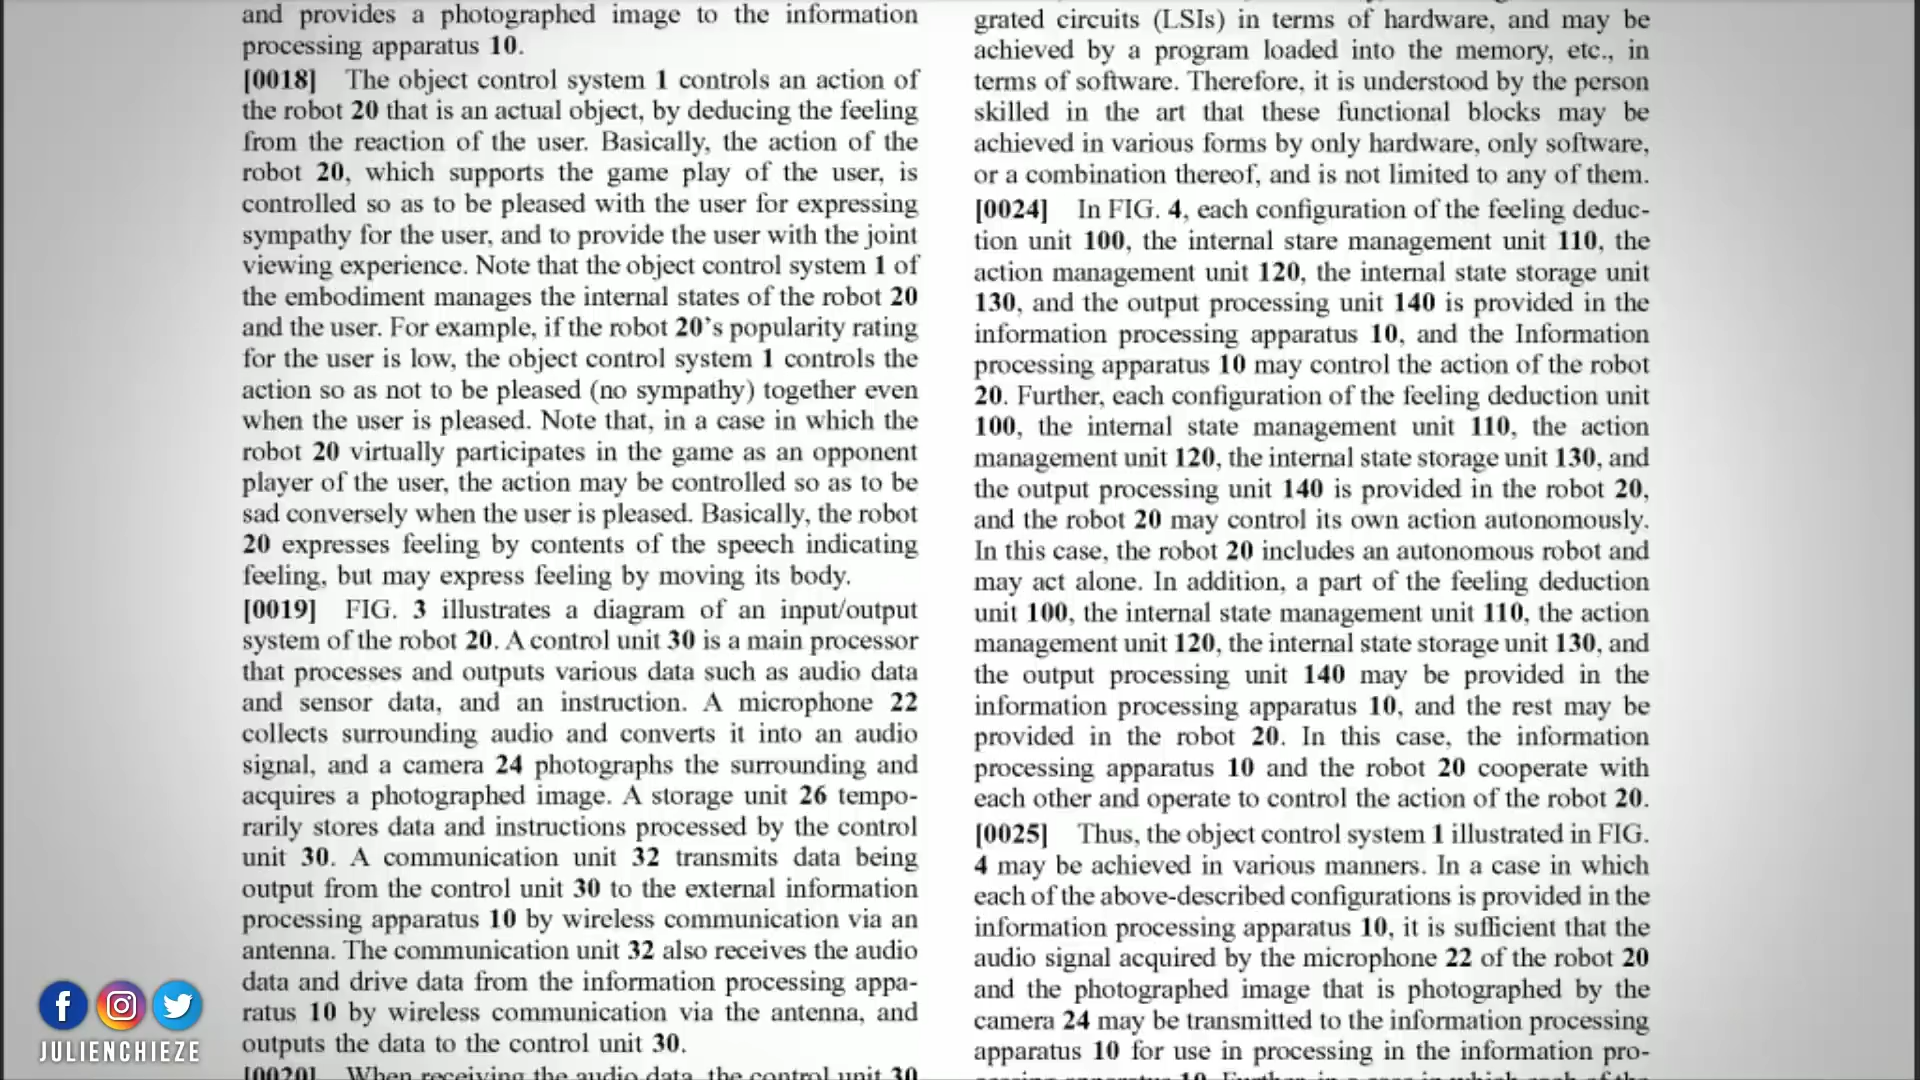 and provides a photographed image to the information
processing apparatus 10.
[0018] The object control system 1 controls an action of
the robot 20 that is an actual object, by deducing the feeling
from the reaction of the user. Basically, the action of the
robot 20, which supports the game play of the user, is
controlled so as to be pleased with the user for expressing
sympathy for the user, and to provide the user with the joint
viewing experience. Note that the object control system 1 of
the embodiment manages the internal states of the robot 20
and the user. For example, if the robot 20's popularity rating
for the user is low, the object control system 1 controls the
action so as not to be pleased (no sympathy) together even
when the user is pleased. Note that, in a case in which the
robot 20 virtually participates in the game as an opponent
player of the user, the action may be controlled so as to be
sad conversely when the user is pleased. Basically, the robot
20 expresses feeling by contents of the speech indicating
feeling, but may express feeling by moving its body.
[0019] FIG. 3 illustrates a diagram of an input/output
system of the robot 20. A control unit 30 is a main processor
that processes and outputs various data such as audio data
and sensor data, and an instruction. A microphone 22
collects surrounding audio and converts it into an audio
signal, and a camera 24 photographs the surrounding and
acquires a photographed image. A storage unit 26 tempo-
rarily stores data and instructions processed by the control
unit 30. A communication unit 32 transmits data being
output from the control unit 30 to the external information
processing apparatus 10 by wireless communication via an
antenna. The communication unit 32 also receives the audio
data and drive data from the information processing appa-
ratus 10 by wireless communication via the antenna, and
outputs the data to the control unit 30.
[0020] When receiving the audio data, the control unit 30
grated circuits (LSIs) in terms of hardware, and may be
achieved by a program loaded into the memory, etc., in
terms of software. Therefore, it is understood by the person
skilled in the art that these functional blocks may be
achieved in various forms by only hardware, only software,
or a combination thereof, and is not limited to any of them.
[0024] In FIG. 4, each configuration of the feeling deduc-
tion unit 100, the internal stare management unit 110, the
action management unit 120, the internal state storage unit
130, and the output processing unit 140 is provided in the
information processing apparatus 10, and the Information
processing apparatus 10 may control the action of the robot
20. Further, each configuration of the feeling deduction unit
100, the internal state management unit 110, the action
management unit 120, the internal state storage unit 130, and
the output processing unit 140 is provided in the robot 20,
and the robot 20 may control its own action autonomously.
In this case, the robot 20 includes an autonomous robot and
may act alone. In addition, a part of the feeling deduction
unit 100, the internal state management unit 110, the action
management unit 120, the internal state storage unit 130, and
the output processing unit 140 may be provided in the
information processing apparatus 10, and the rest may be
provided in the robot 20. In this case, the information
processing apparatus 10 and the robot 20 cooperate with
each other and operate to control the action of the robot 20.
[0025] Thus, the object control system 1 illustrated in FIG.
4 may be achieved in various manners. In a case in which
each of the above-described configurations is provided in the
information processing apparatus 10, it is sufficient that the
audio signal acquired by the microphone 22 of the robot 20
and the photographed image that is photographed by the
camera 24 may be transmitted to the information processing
apparatus 10 for use in processing in the information pro-
JULIENCHIEZE